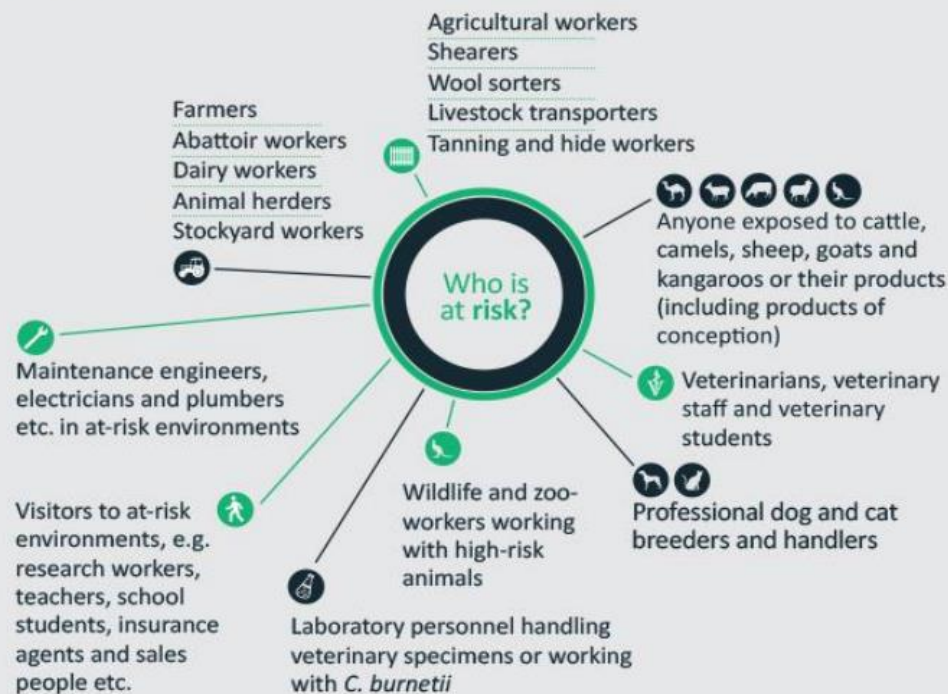 Agricultural workers
Shearers
Wool sorters
Livestock transporters
Tanning and hide workers
Farmers
Abattoir workers
Dairy workers
Animal herders
Stockyard workers
Anyone exposed to cattle,
camels, sheep, goats and
kangaroos or their products
(including products of
conception)
Who is
at risk?
Maintenance engineers,
electricians and plumbers
etc. in at-risk environments
Veterinarians, veterinary
staff and veterinary
students
Professional dog and cat
breeders and handlers
Wildlife and zoo-
workers working
with high-risk
animals
Visitors to at-risk
environments, e.g.
research workers,
teachers, school
students, insurance
agents and sales
people etc.
Laboratory personnel handling
veterinary specimens or working
with C. burnetii